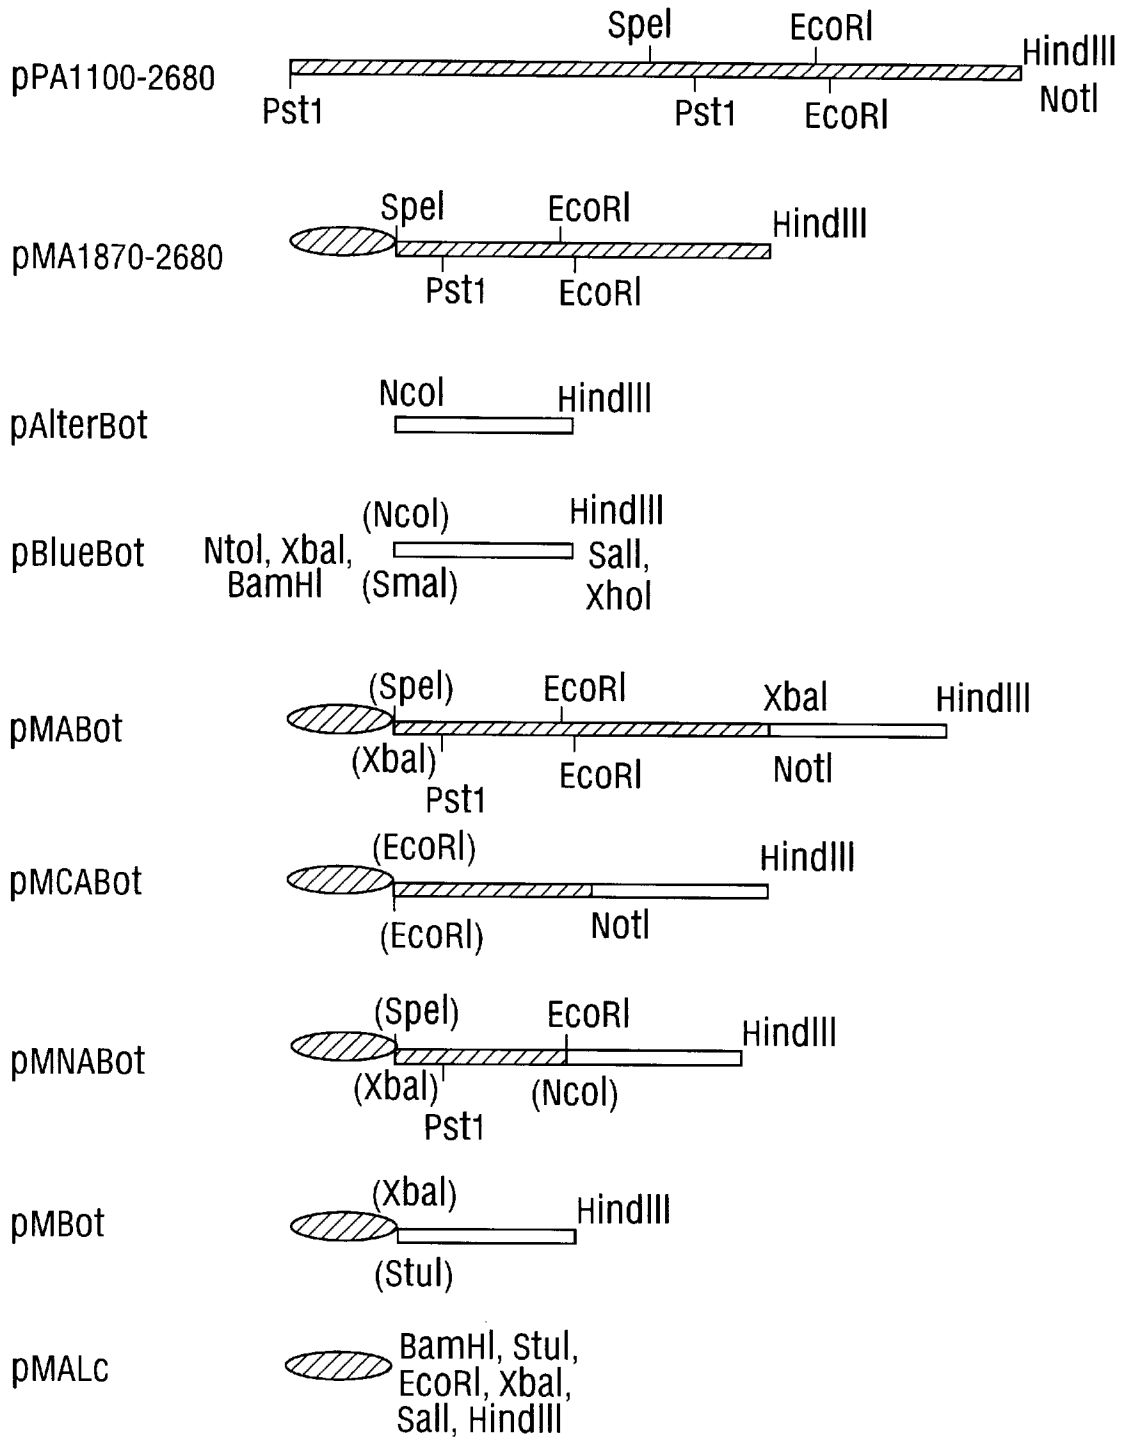 SpeI EcoRI HindIII
pPA1100-2680
Pst1 Pst1 EcoRI NotI
SpeI EcoRI HindIII
pMA1870-2680
Pst1 EcoRI
NcoI HindIII
pAlterBot
(NcoI) HindIII
pBlueBot NtoI, XbaI, SalI,
BamHI (SmaI) XhoI
(SpeI) EcoRI XbaI HindIII
pMABot
(XbaI) EcoRI NotI
Pst1
(EcoRI) HindIII
pMCABot
(EcoRI) NotI
(SpeI) EcoRI HindIII
pMNABot
(XbaI) (NcoI)
Pst1
(XbaI) HindIII
pMBot
(StuI)
BamHI, StuI,
pMALc EcoRI, XbaI,
SalI, HindIII